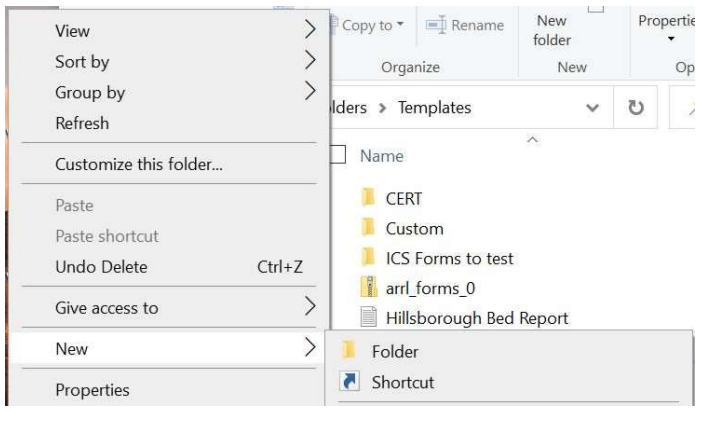 View
Sort by
Group by
Refresh
Customize this folder...
Paste
Paste shortcut
Undo Delete Ctrl+Z
Give access to
New
Properties
Copy to
Rename
New folder
Organize
New
Templates
Name
CERT
Custom
ICS Forms to test
arrl_forms_0
Hillsborough Bed Report
Folder
Shortcut